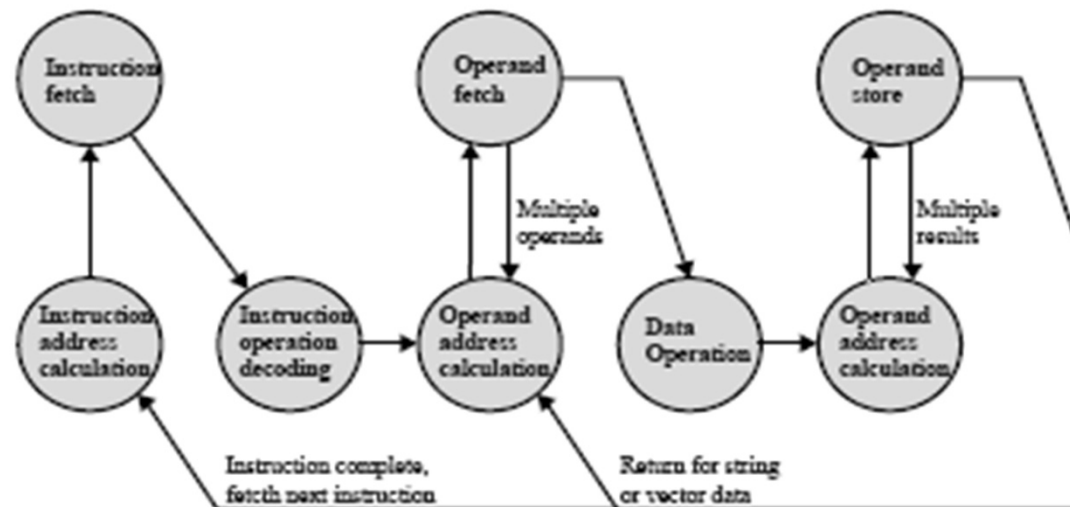 Instruction
fetch
Operand
fetch
Operand
store
Multiple
operands
Multiple
results
Instruction
address
calculation
Instruction
operation
decoding
Operand
address
calculation
Data
Operation
Operand
address
calculation
Instruction complete,
fetcth next instruction
Return for string
or vector data